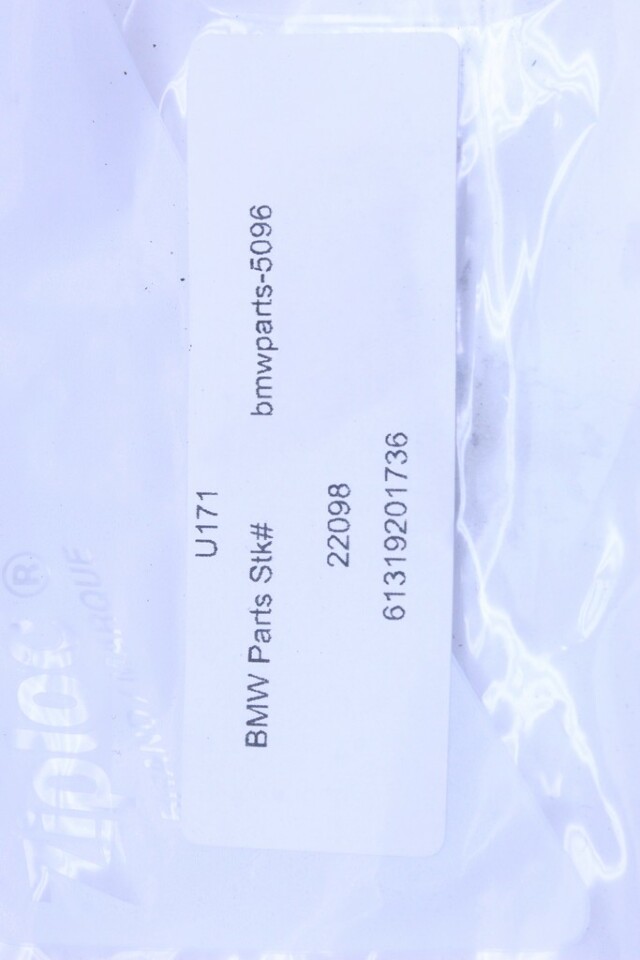 U171
BMW Parts Stk# bmwparts-5096
22098
61319201736
Ziploc®